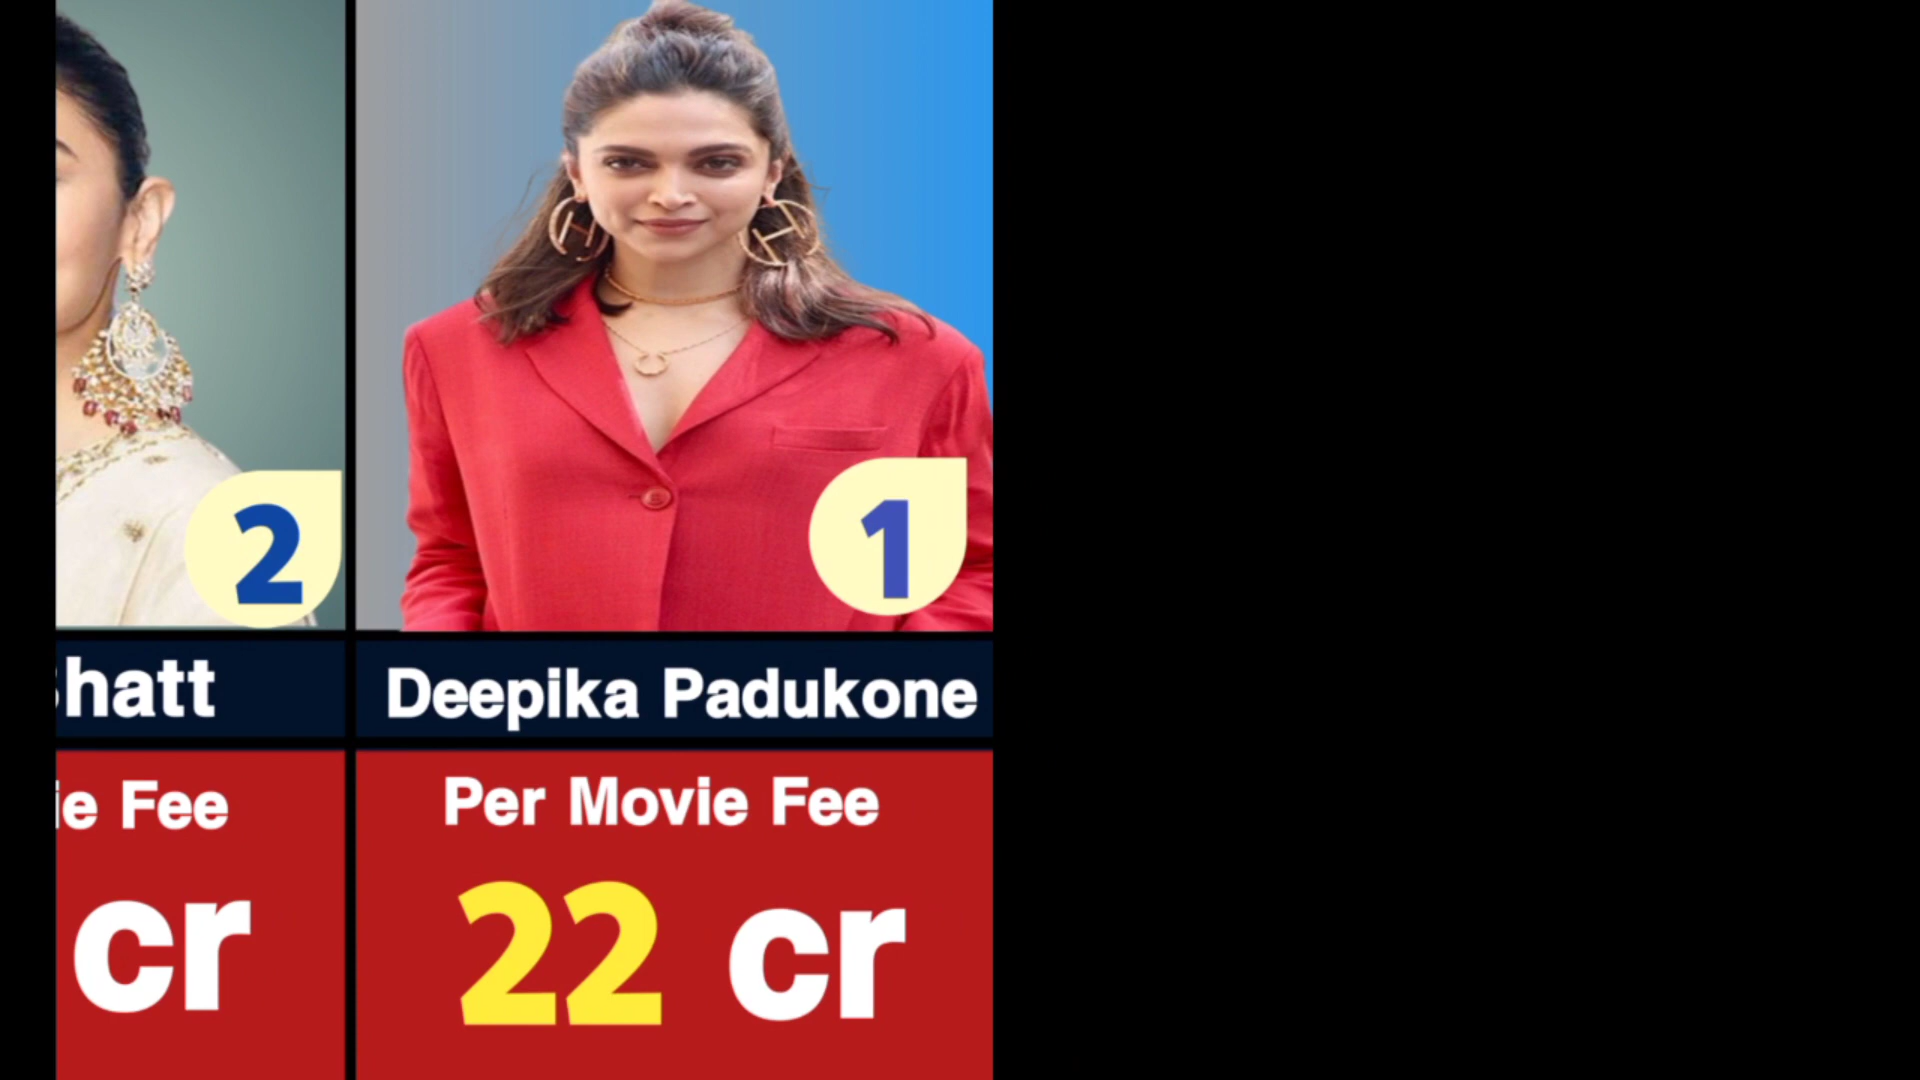 2
hatt
ie Fee
cr
1
Deepika Padukone
Per Movie Fee
22 cr